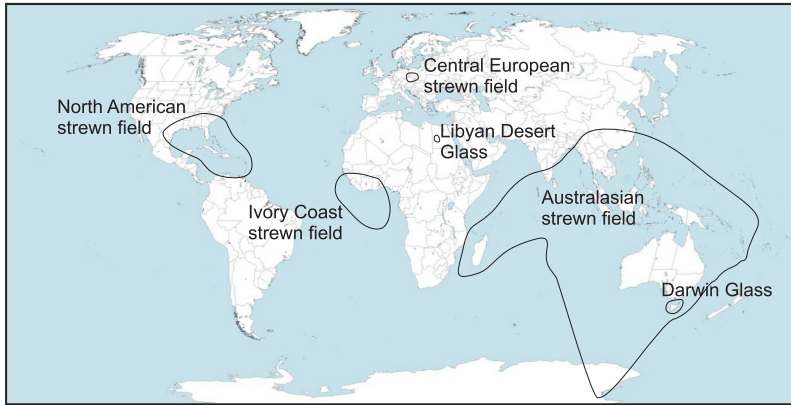 Central European
strewn field
North American
strewn field
Libyan Desert
Glass
Ivory Coast
strewn field
Australasian
strewn field
Darwin Glass